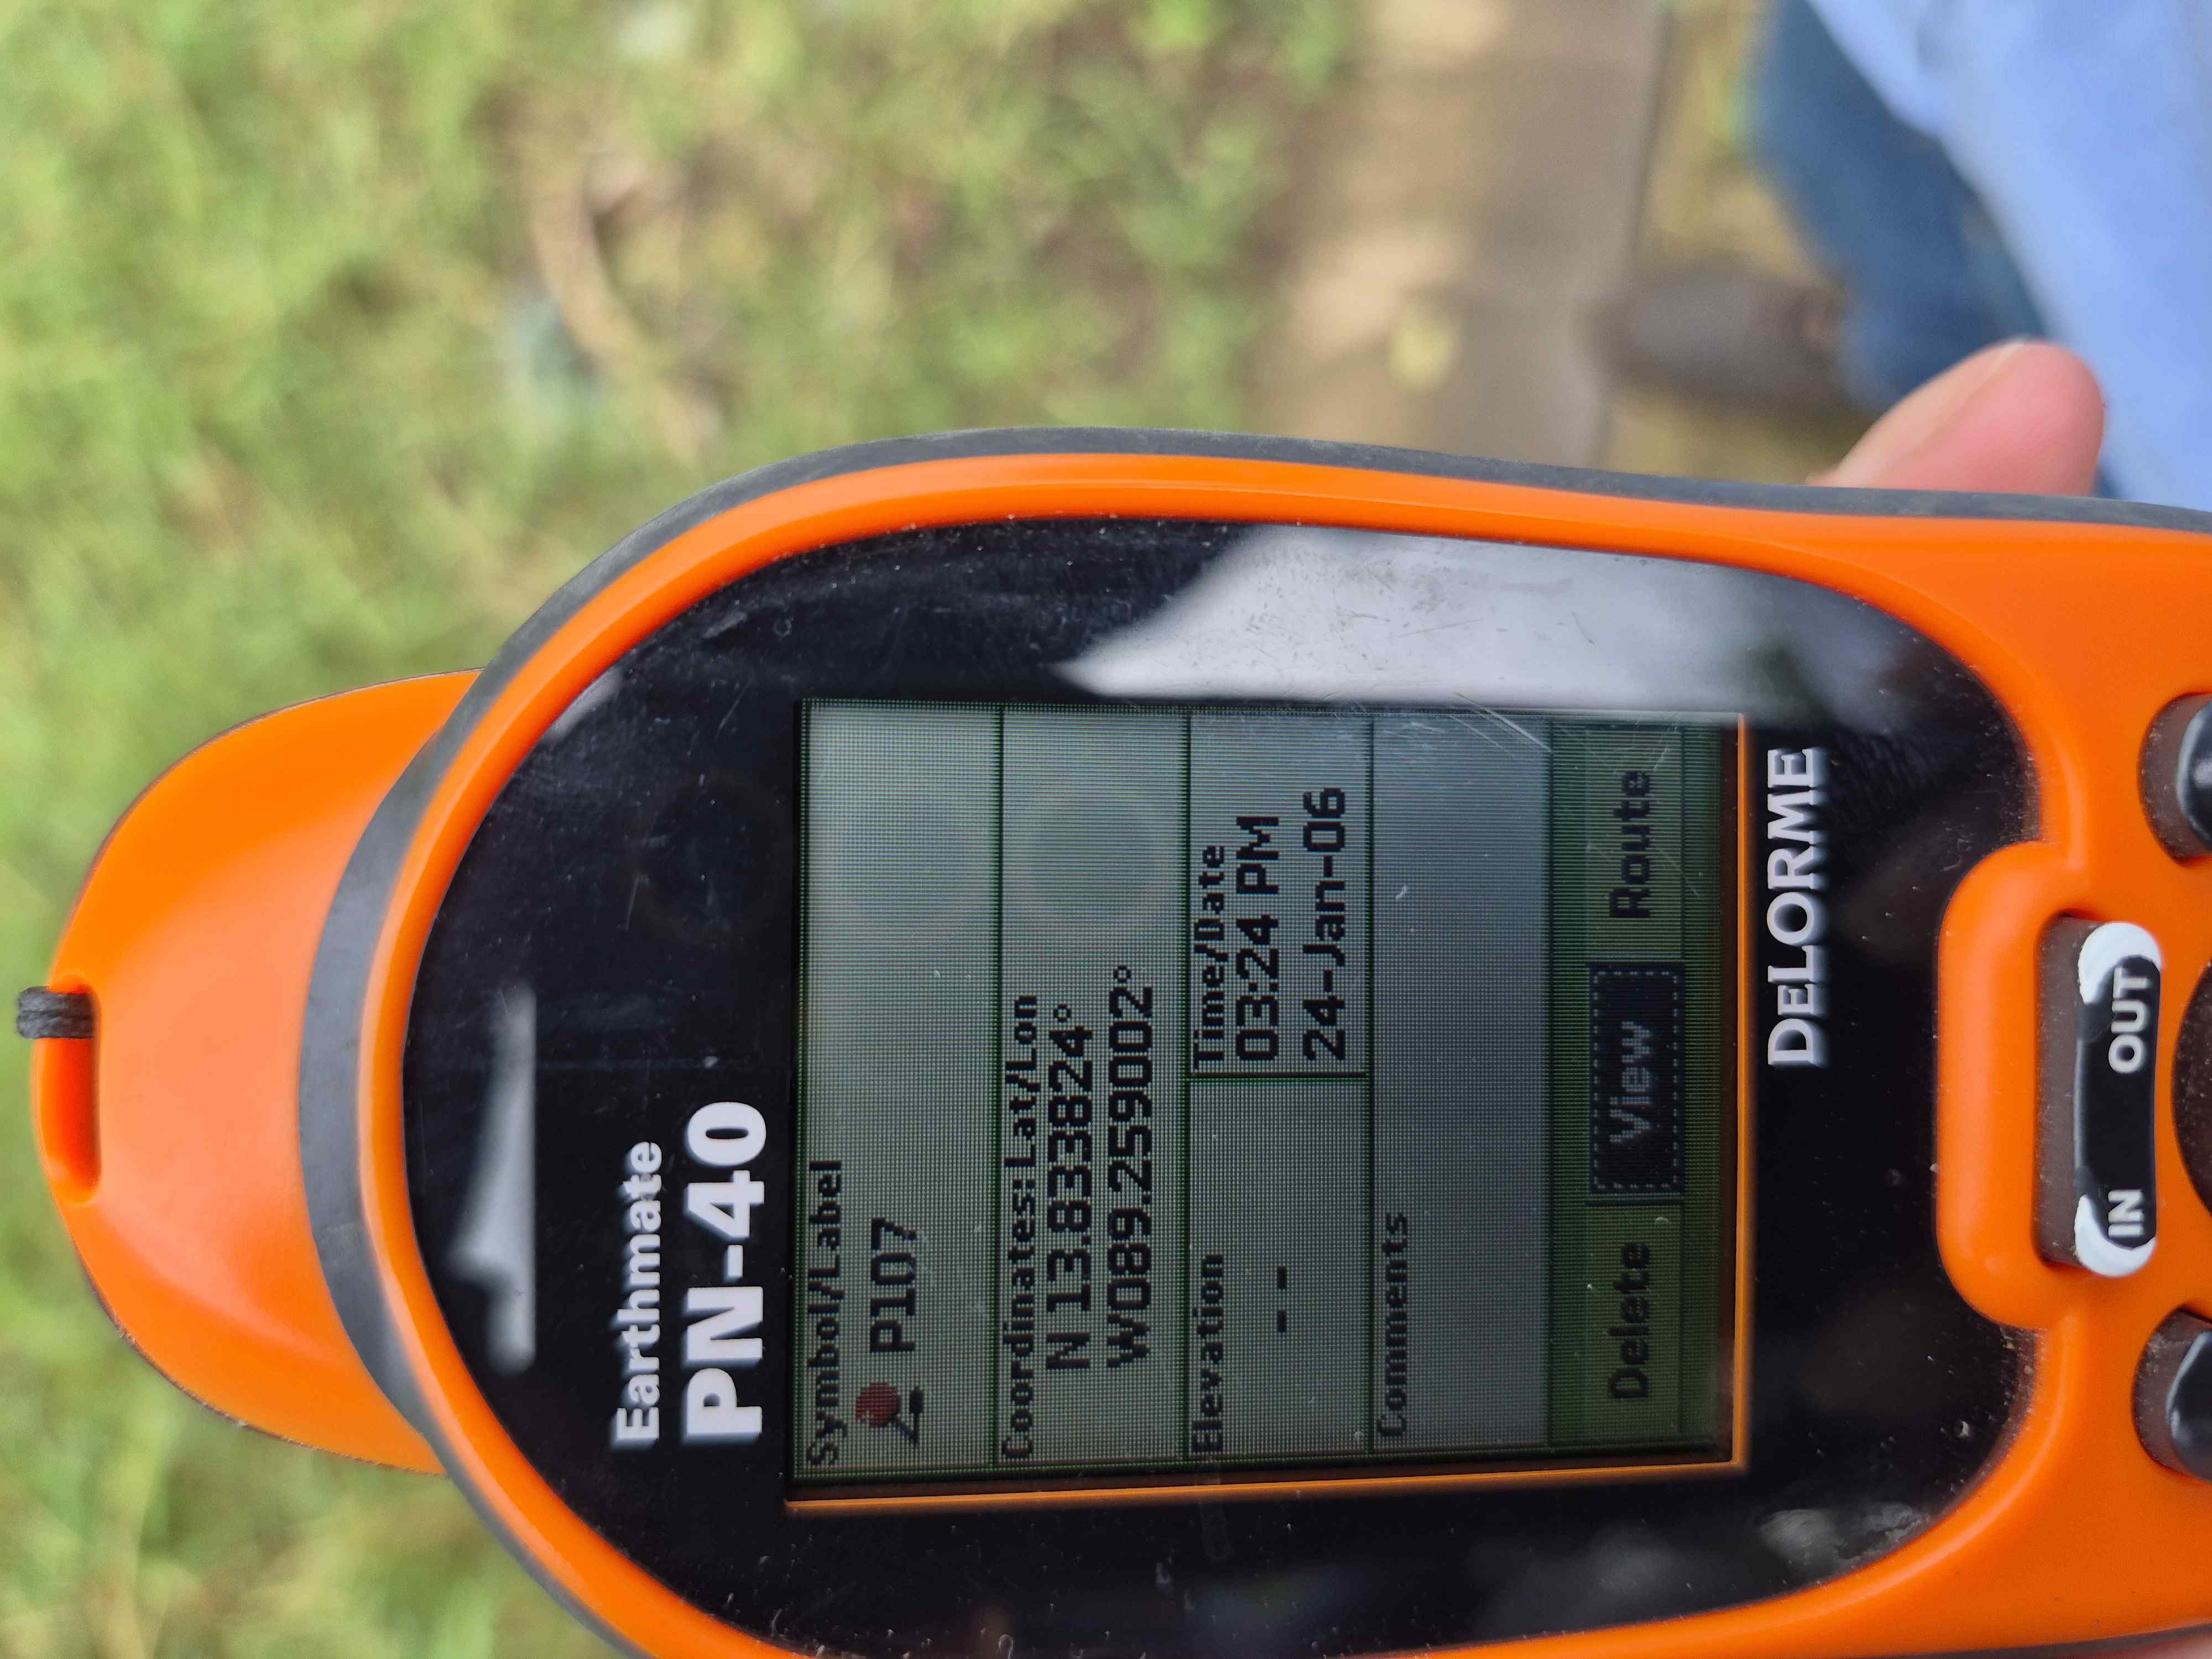 Earthmate
PN-40
Symbol/Label
P107
Coordinates:Lat/Lon
N 13.833824°
W089.259002°
Elevation
--
Time/Date
03:24 PM
24-Jan-06
Comments
Delete View Route
DELORME
IN OUT